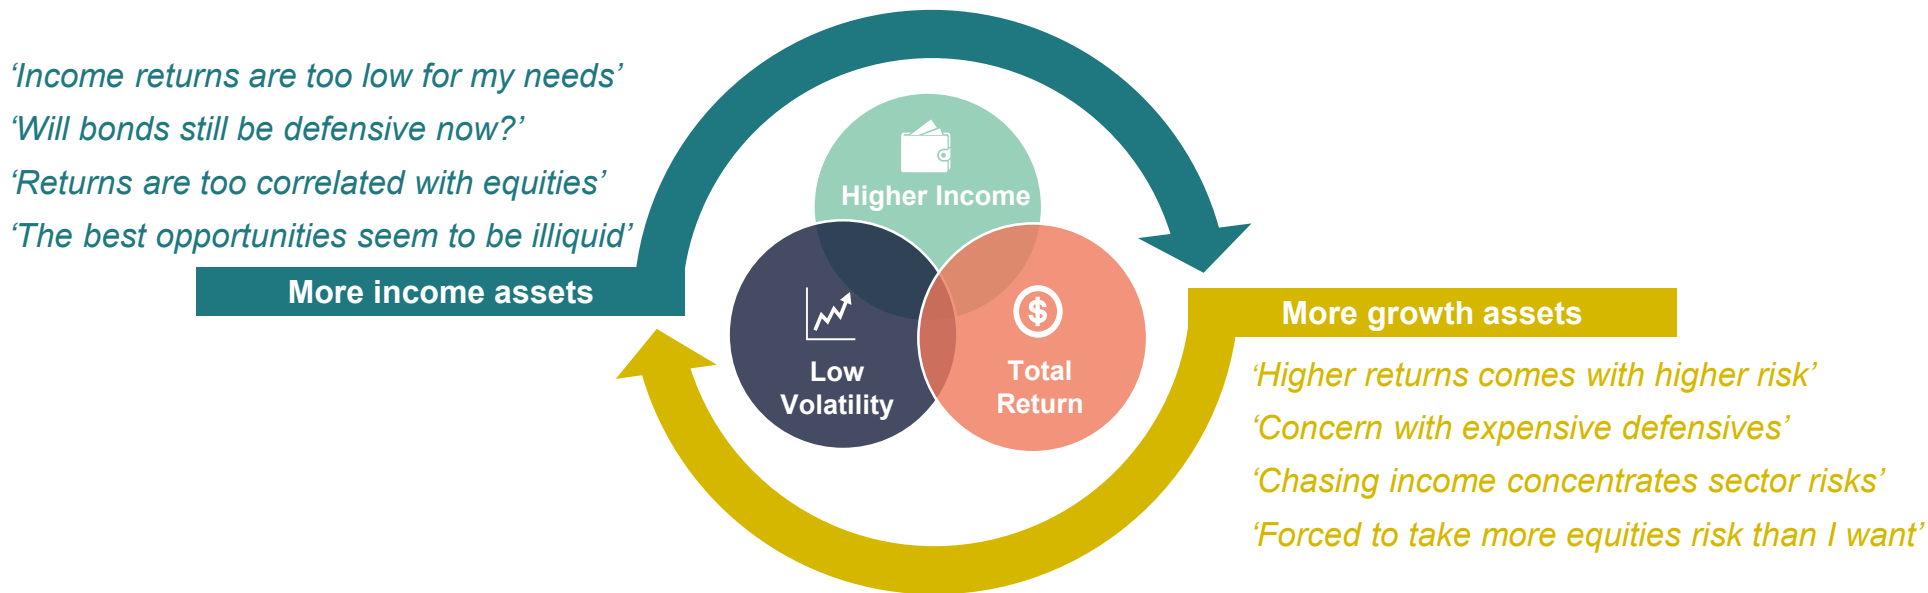 ‘Income returns are too low for my needs’
‘Will bonds still be defensive now?’
‘Returns are too correlated with equities’
‘The best opportunities seem to be illiquid’
More income assets
Higher Income
Low
Volatility
Total
Return
More growth assets
‘Higher returns comes with higher risk’
‘Concern with expensive defensives’
‘Chasing income concentrates sector risks’
‘Forced to take more equities risk than I want’